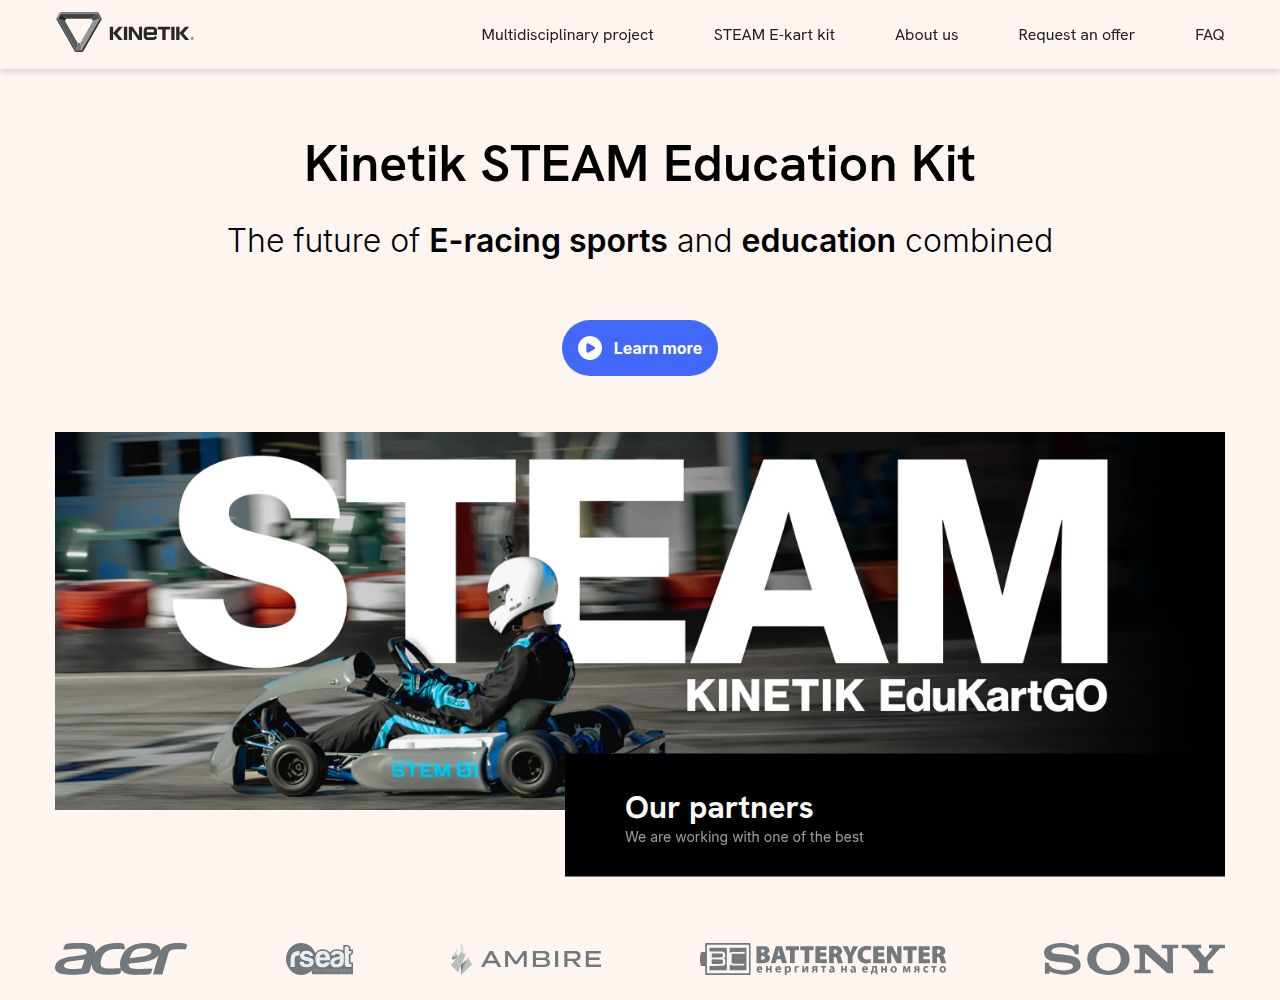 KINETIK.
Multidisciplinary project
STEAM E-kart kit
About us
Request an offer
FAQ
Kinetik STEAM Education Kit
The future of E-racing sports and education combined
Learn more
STEAM
KINETIK EduKartGO
STEM 01
Our partners
We are working with one of the best
acer
rseat
AMBIRE
BC BATTERYCENTER
енергията на едно място
SONY